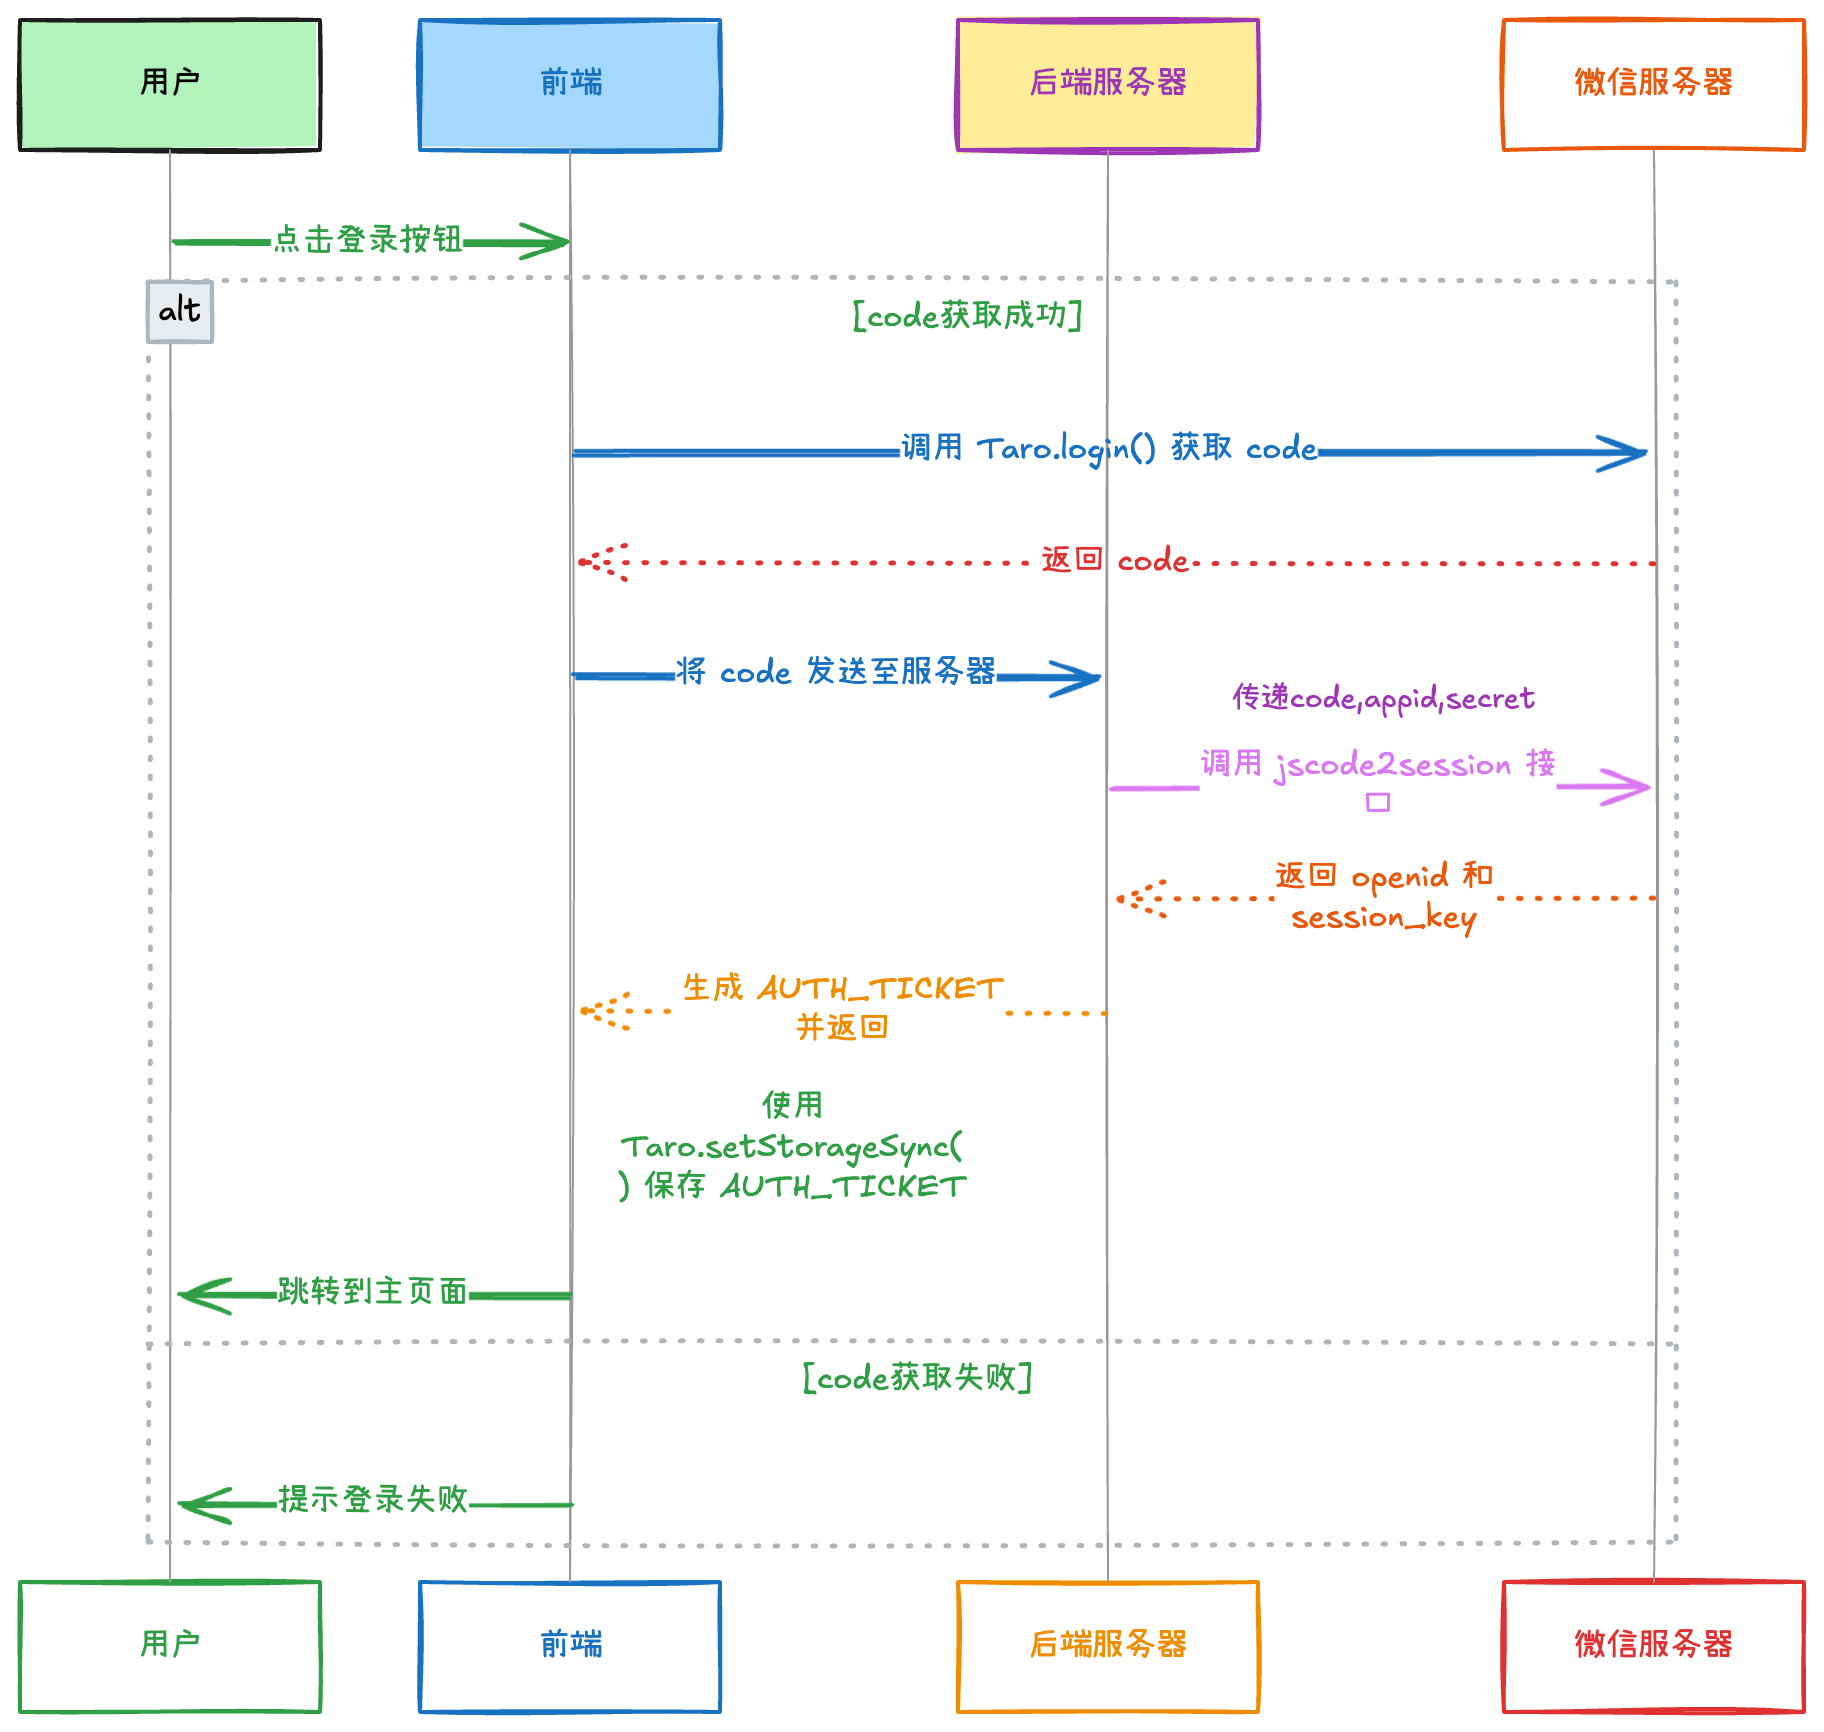 用户
前端
后端服务器
微信服务器
点击登录按钮
alt
[code获取成功]
调用 Taro.login() 获取 code
返回 code
将 code 发送至服务器
传递code,appid,secret
调用 jscode2session 接
口
返回 openid 和
session_key
生成 AUTH_TICKET
并返回
使用
Taro.setStorageSync(
) 保存 AUTH_TICKET
跳转到主页面
[code获取失败]
提示登录失败
用户
前端
后端服务器
微信服务器